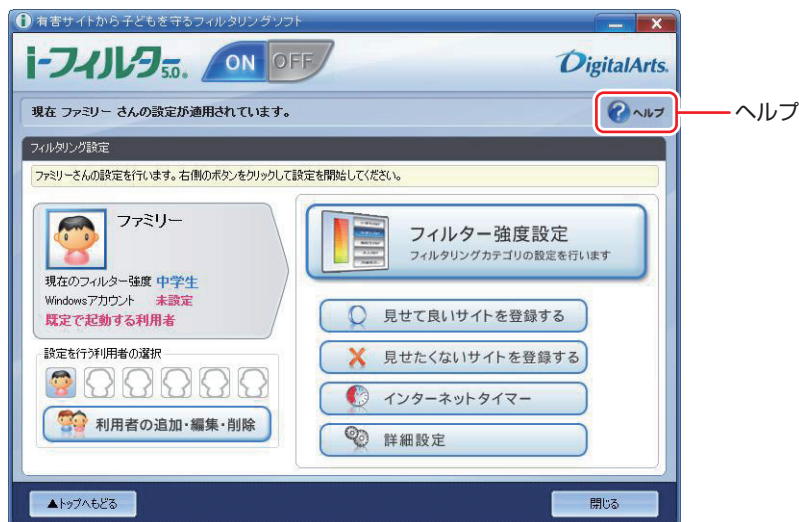 有害サイトから子どもを守るフィルタリングソフト
i-フィルター5.0. ON OFF DigitalArts.
現在 ファミリー さんの設定が適用されています。 ?ヘルプ ヘルプ
フィルタリング設定
ファミリーさんの設定を行います。右側のボタンをクリックして設定を開始してください。
ファミリー
現在のフィルター強度 中学生
Windowsアカウント 未設定
既定で起動する利用者
設定を行う利用者の選択
利用者の追加・編集・削除
フィルター強度設定
フィルタリングカテゴリの設定を行います
見せて良いサイトを登録する
見せたくないサイトを登録する
インターネットタイマー
詳細設定
▲トップへもどる 閉じる